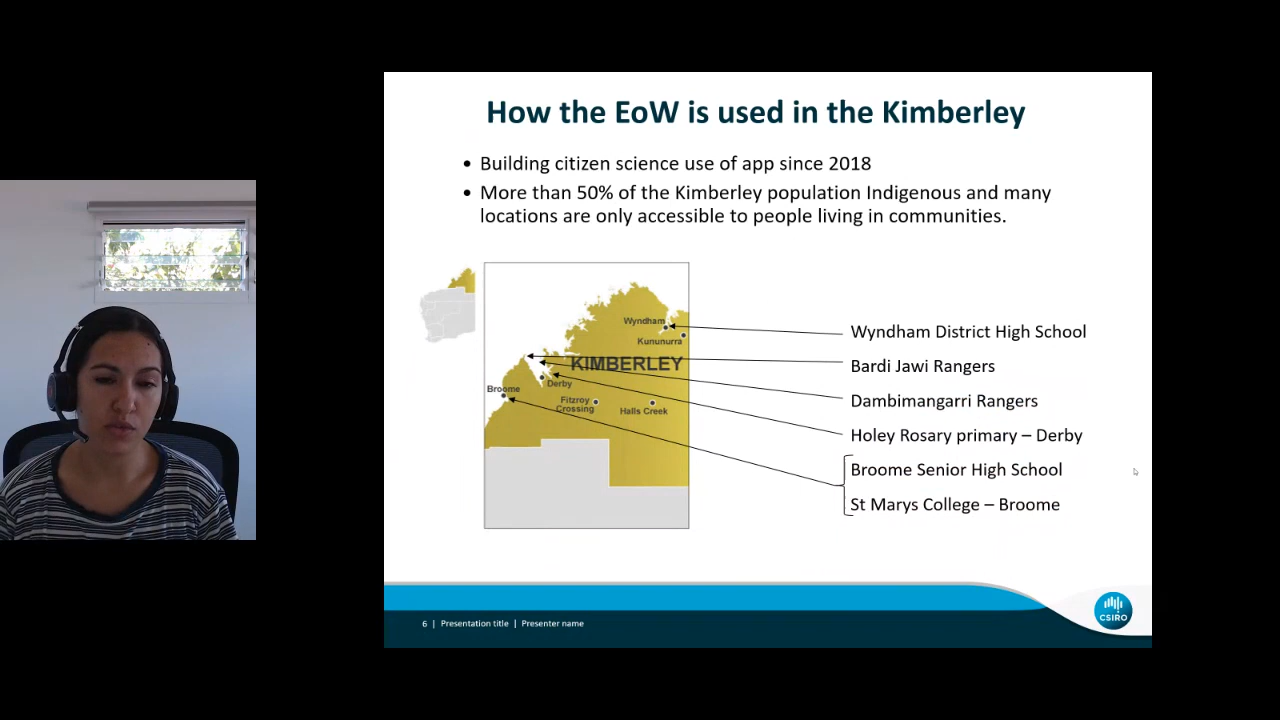 How the EoW is used in the Kimberley
• Building citizen science use of app since 2018
• More than 50% of the Kimberley population Indigenous and many
locations are only accessible to people living in communities.
Wyndham
Kununurra
KIMBERLEY
Derby
Broome
Fitzroy
Crossing
Halls Creek
Wyndham District High School
Bardi Jawi Rangers
Dambimangarri Rangers
Holey Rosary primary – Derby
Broome Senior High School
St Marys College – Broome
6 | Presentation title | Presenter name
CSIRO